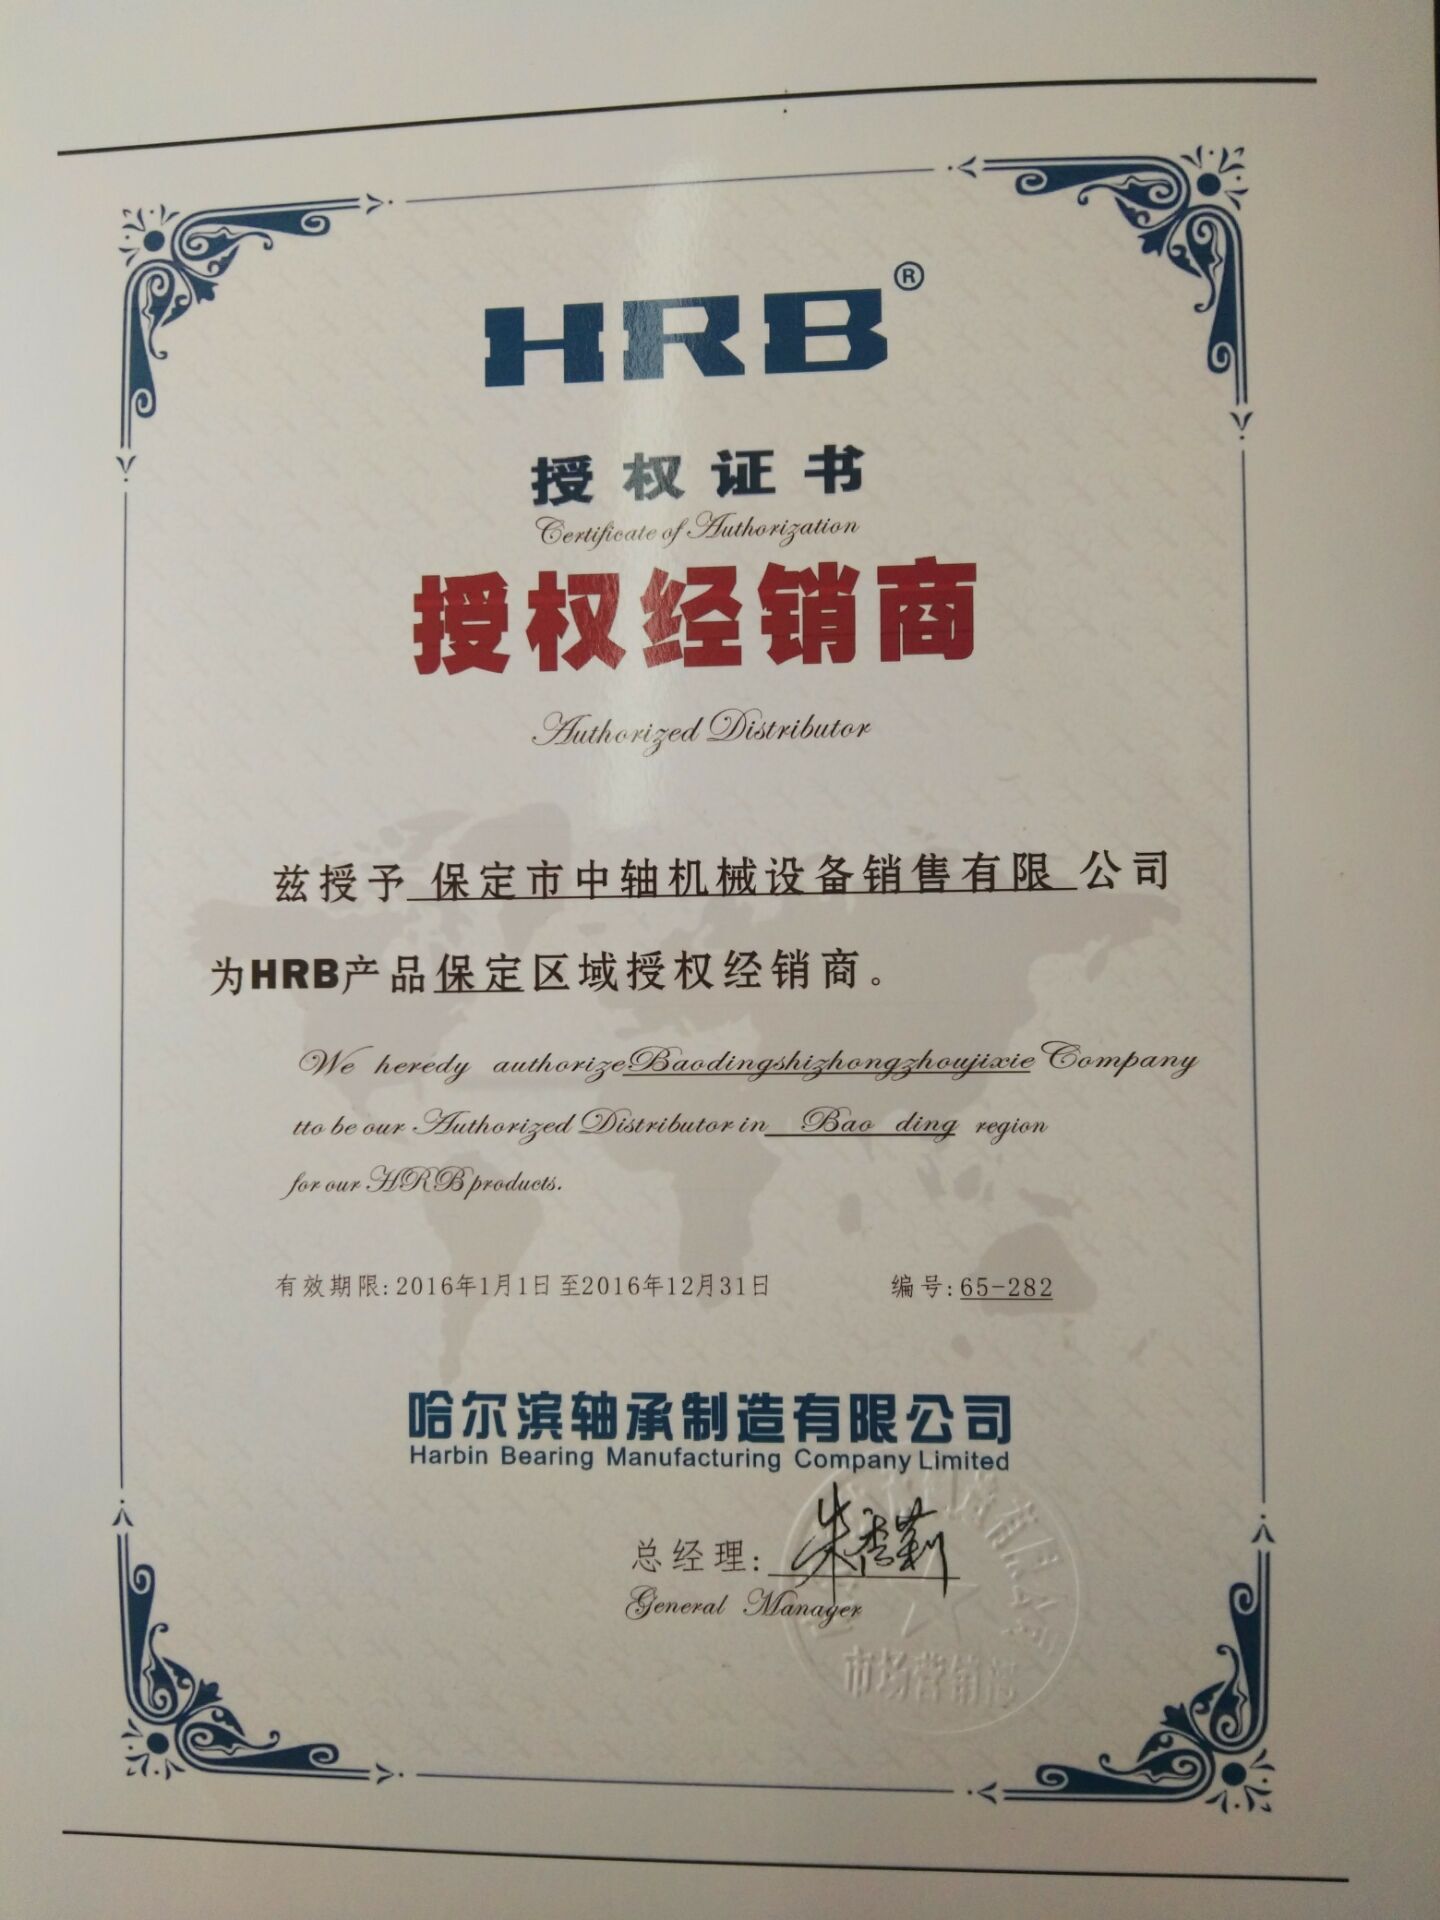 HRB®
授权证书
Certificate of Authorization
授权经销商
Authorized Distributor
兹授予 保定市中轴机械设备销售有限 公司
为HRB产品保定区域授权经销商。
We heredy authorize Baodingshizhongzhoujixie Company
tto be our Authorized Distributor in Bao ding region
for our HRB products.
有效期限: 2016年1月1日至2016年12月31日 编号: 65-282
哈尔滨轴承制造有限公司
Harbin Bearing Manufacturing Company Limited
总经理:
General Manager
市场营销部